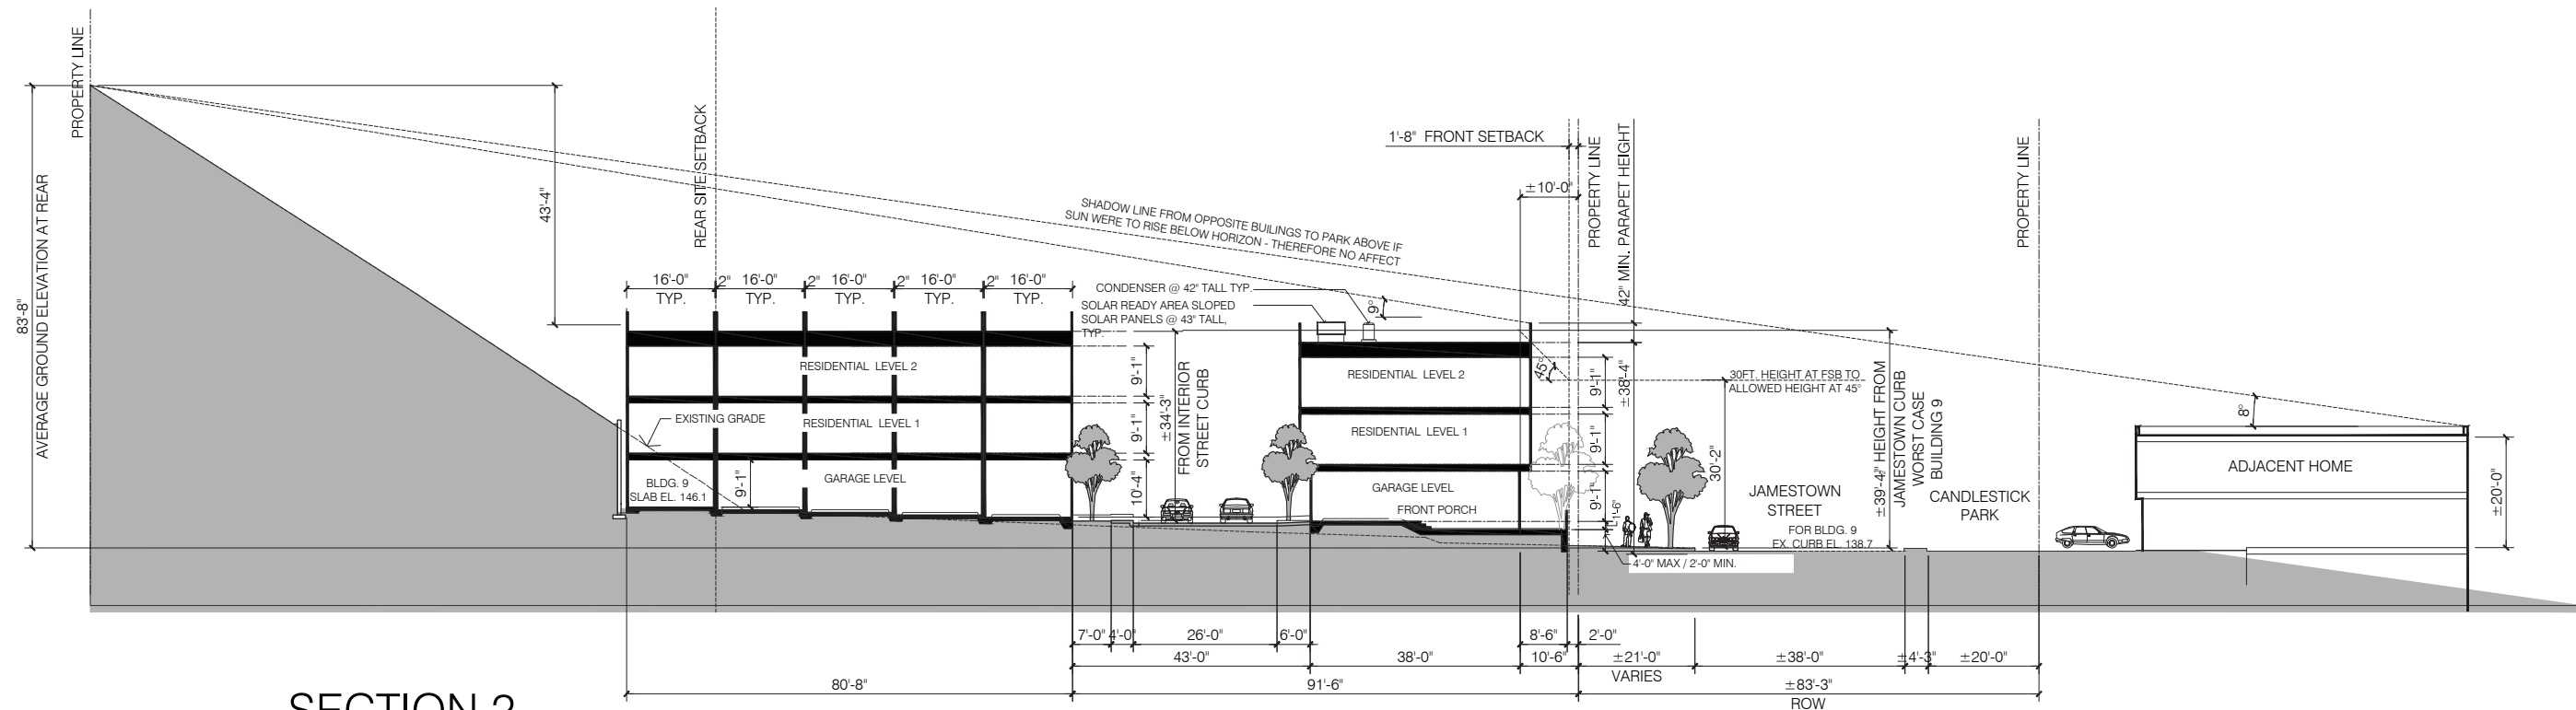 PROPERTY LINE
83'-8"
AVERAGE GROUND ELEVATION AT REAR
43'-4"
REAR SITE SETBACK
16'-0"
TYP.
2"
16'-0"
TYP.
2"
16'-0"
TYP.
2"
16'-0"
TYP.
2"
16'-0"
TYP.
SHADOW LINE FROM OPPOSITE BUILINGS TO PARK ABOVE IF
SUN WERE TO RISE BELOW HORIZON - THEREFORE NO AFFECT
CONDENSER @ 42" TALL TYP.
SOLAR READY AREA SLOPED
SOLAR PANELS @ 43" TALL,
TYP.
9°
1'-8" FRONT SETBACK
±10'-0"
PROPERTY LINE
42" MIN. PARAPET HEIGHT
PROPERTY LINE
RESIDENTIAL LEVEL 2
EXISTING GRADE
RESIDENTIAL LEVEL 1
BLDG. 9
SLAB EL. 146.1
9'-1"
GARAGE LEVEL
9'-1"
9'-1"
10'-4"
±34'-3"
FROM INTERIOR
STREET CURB
RESIDENTIAL LEVEL 2
RESIDENTIAL LEVEL 1
GARAGE LEVEL
FRONT PORCH
45°
9'-1"
9'-1"
9'-1"
1'-6"
±38'-4"
30FT. HEIGHT AT FSB TO
ALLOWED HEIGHT AT 45°
30'-2"
4'-0" MAX / 2'-0" MIN.
JAMESTOWN
STREET
FOR BLDG. 9
EX. CURB EL. 138.7
±39'-4" HEIGHT FROM
JAMESTOWN CURB
WORST CASE
BUILDING 9
CANDLESTICK
PARK
8°
ADJACENT HOME
±20'-0"
7'-0"
4'-0"
26'-0"
6'-0"
8'-6"
2'-0"
43'-0"
38'-0"
10'-6"
±21'-0"
VARIES
±38'-0"
±4'-3"
±20'-0"
80'-8"
91'-6"
±83'-3"
ROW
SECTION 2